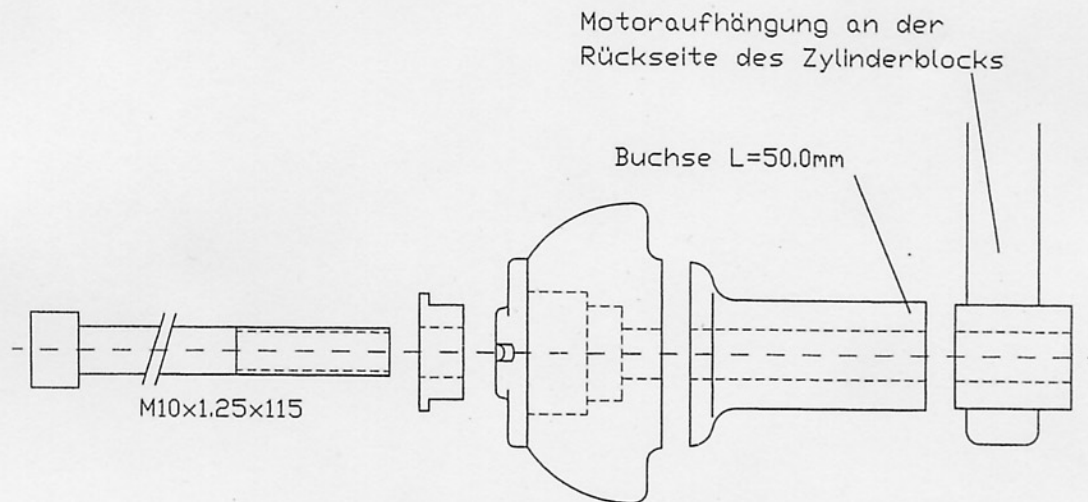 Motoraufhängung an der
Rückseite des Zylinderblocks
Buchse L=50.0mm
M10x1.25x115